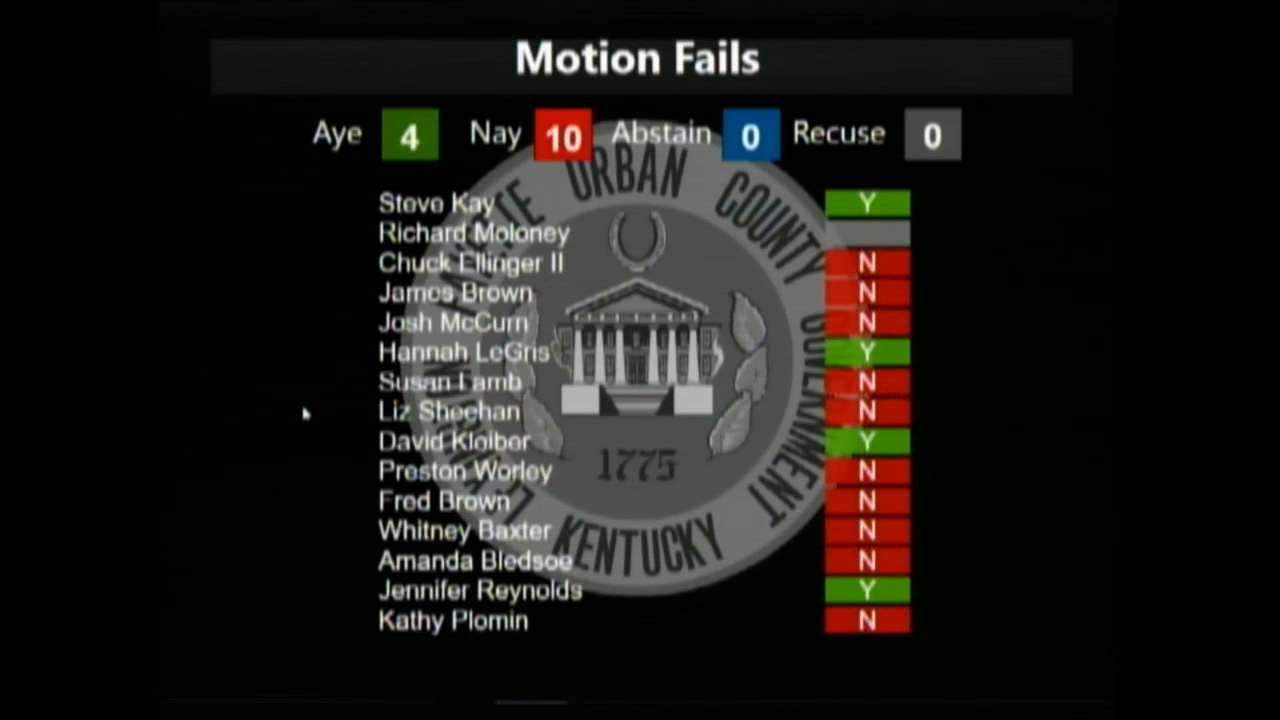 Motion Fails
Aye 4 Nay 10 Abstain 0 Recuse 0
Steve Kay Y
Richard Moloney
Chuck Ellinger II N
James Brown N
Josh McCurn N
Hannah LeGris Y
Susan Lamb N
Liz Sheehan N
David Kloiber Y
Preston Worley N
Fred Brown N
Whitney Baxter N
Amanda Bledsoe N
Jennifer Reynolds Y
Kathy Plomin N
URBAN COUNTY GOVERNMENT
1775
KENTUCKY